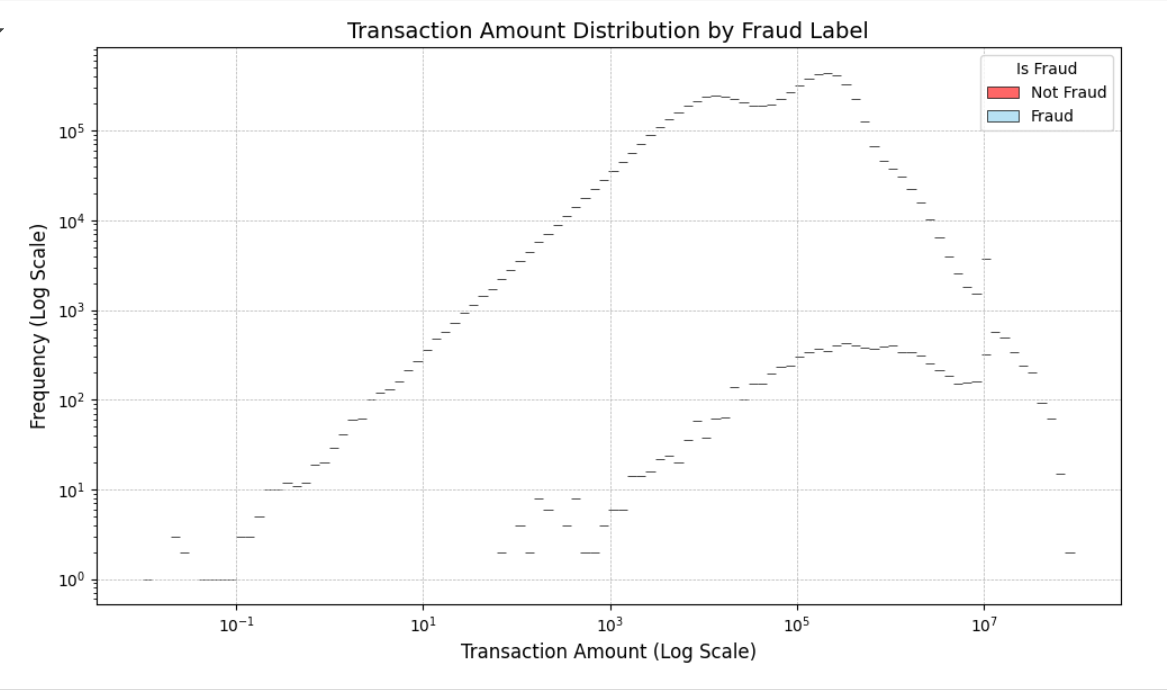 Transaction Amount Distribution by Fraud Label
Is Fraud
Not Fraud
Fraud
Frequency (Log Scale)
10⁵
10⁴
10³
10²
10¹
10⁰
10⁻¹ 10¹ 10³ 10⁵ 10⁷
Transaction Amount (Log Scale)